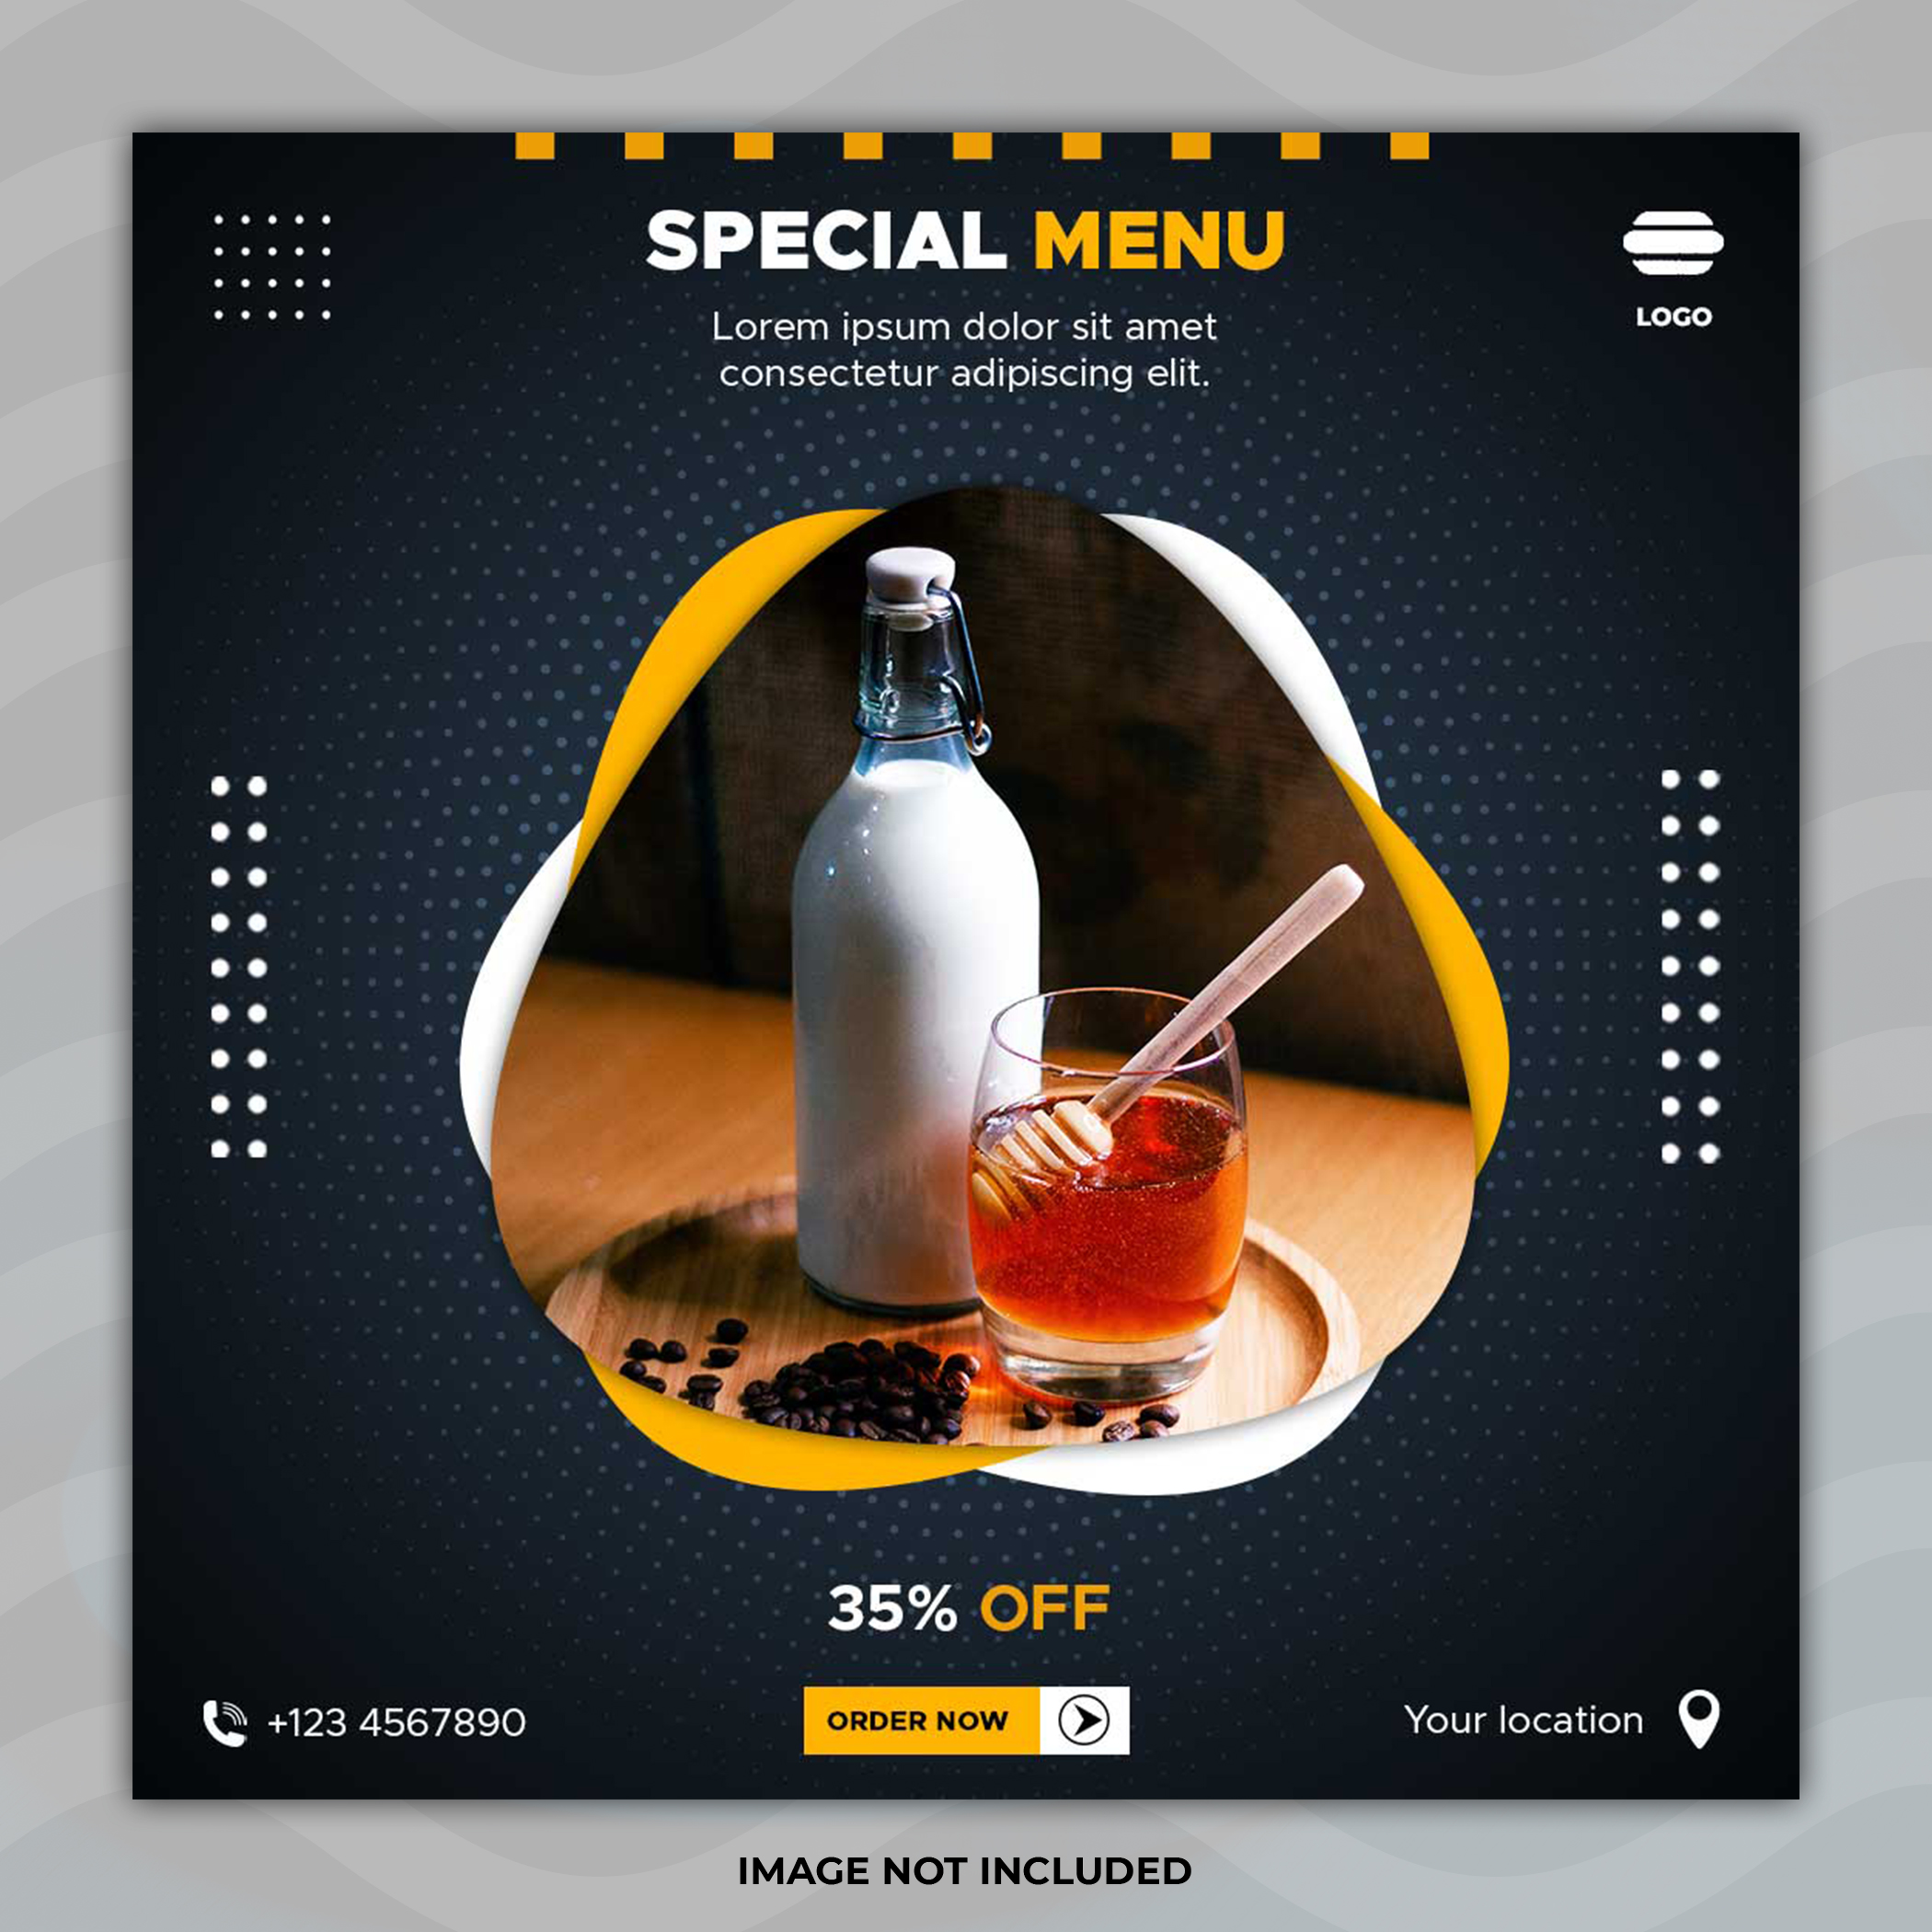 SPECIAL MENU
LOGO
Lorem ipsum dolor sit amet
consectetur adipiscing elit.
35% OFF
+123 4567890
ORDER NOW
Your location
IMAGE NOT INCLUDED